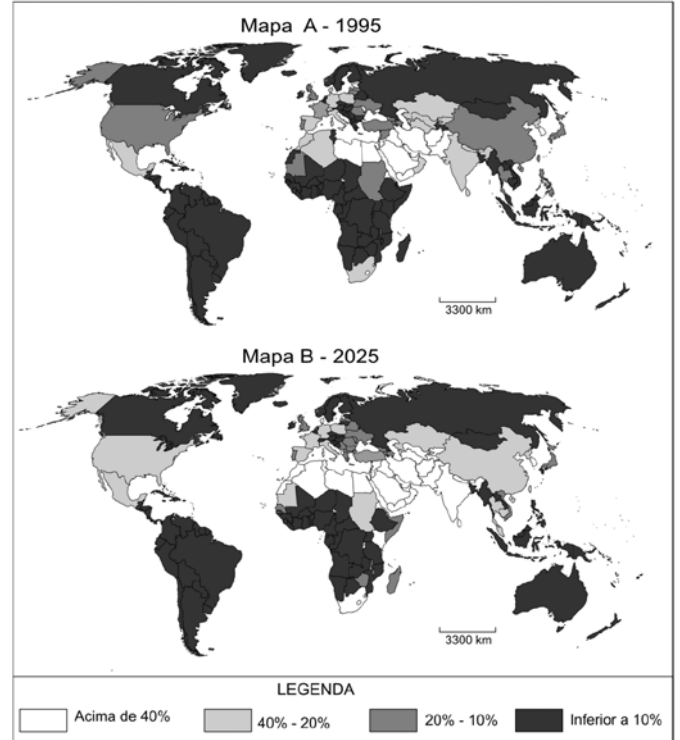 Mapa A - 1995
3300 km
Mapa B - 2025
3300 km
LEGENDA
Acima de 40%
40% - 20%
20% - 10%
Inferior a 10%